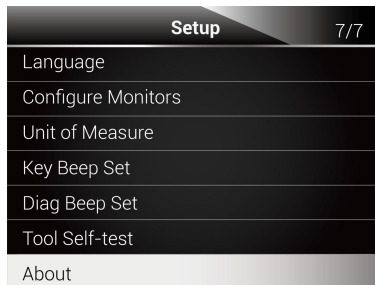 Setup 7/7
Language
Configure Monitors
Unit of Measure
Key Beep Set
Diag Beep Set
Tool Self-test
About